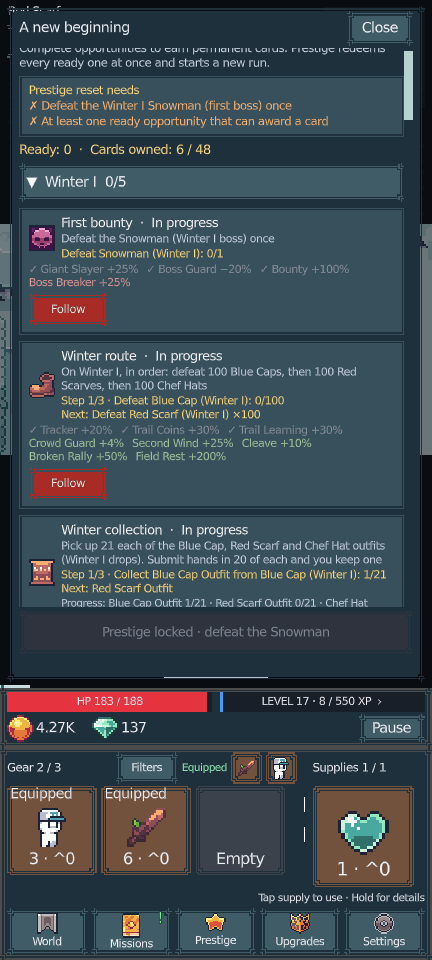 A new beginning
Close
Complete opportunities to earn permanent cards. Prestige redeems
every ready one at once and starts a new run.
Prestige reset needs
✗ Defeat the Winter I Snowman (first boss) once
✗ At least one ready opportunity that can award a card
Ready: 0 · Cards owned: 6 / 48
▼ Winter I 0/5
First bounty · In progress
Defeat the Snowman (Winter I boss) once
Defeat Snowman (Winter I): 0/1
✓ Giant Slayer +25% ✓ Boss Guard −20% ✓ Bounty +100%
Boss Breaker +25%
Follow
Winter route · In progress
On Winter I, in order: defeat 100 Blue Caps, then 100 Red
Scarves, then 100 Chef Hats
Step 1/3 · Defeat Blue Cap (Winter I): 0/100
Next: Defeat Red Scarf (Winter I) ×100
✓ Tracker +20% ✓ Trail Coins +30% ✓ Trail Learning +30%
Crowd Guard +4% Second Wind +25% Cleave +10%
Broken Rally +50% Field Rest +200%
Follow
Winter collection · In progress
Pick up 21 each of the Blue Cap, Red Scarf and Chef Hat outfits
(Winter I drops). Submit hands in 20 of each and you keep one
Step 1/3 · Collect Blue Cap Outfit from Blue Cap (Winter I): 1/21
Next: Red Scarf Outfit
Progress: Blue Cap Outfit 1/21 · Red Scarf Outfit 0/21 · Chef Hat
Prestige locked · defeat the Snowman
HP 183 / 188
LEVEL 17 · 8 / 550 XP ›
4.27K
137
Pause
Gear 2 / 3
Filters
Equipped
Supplies 1 / 1
Equipped
3 · ^0
Equipped
6 · ^0
Empty
1 · ^0
Tap supply to use · Hold for details
World
Missions
!
Prestige
Upgrades
Settings